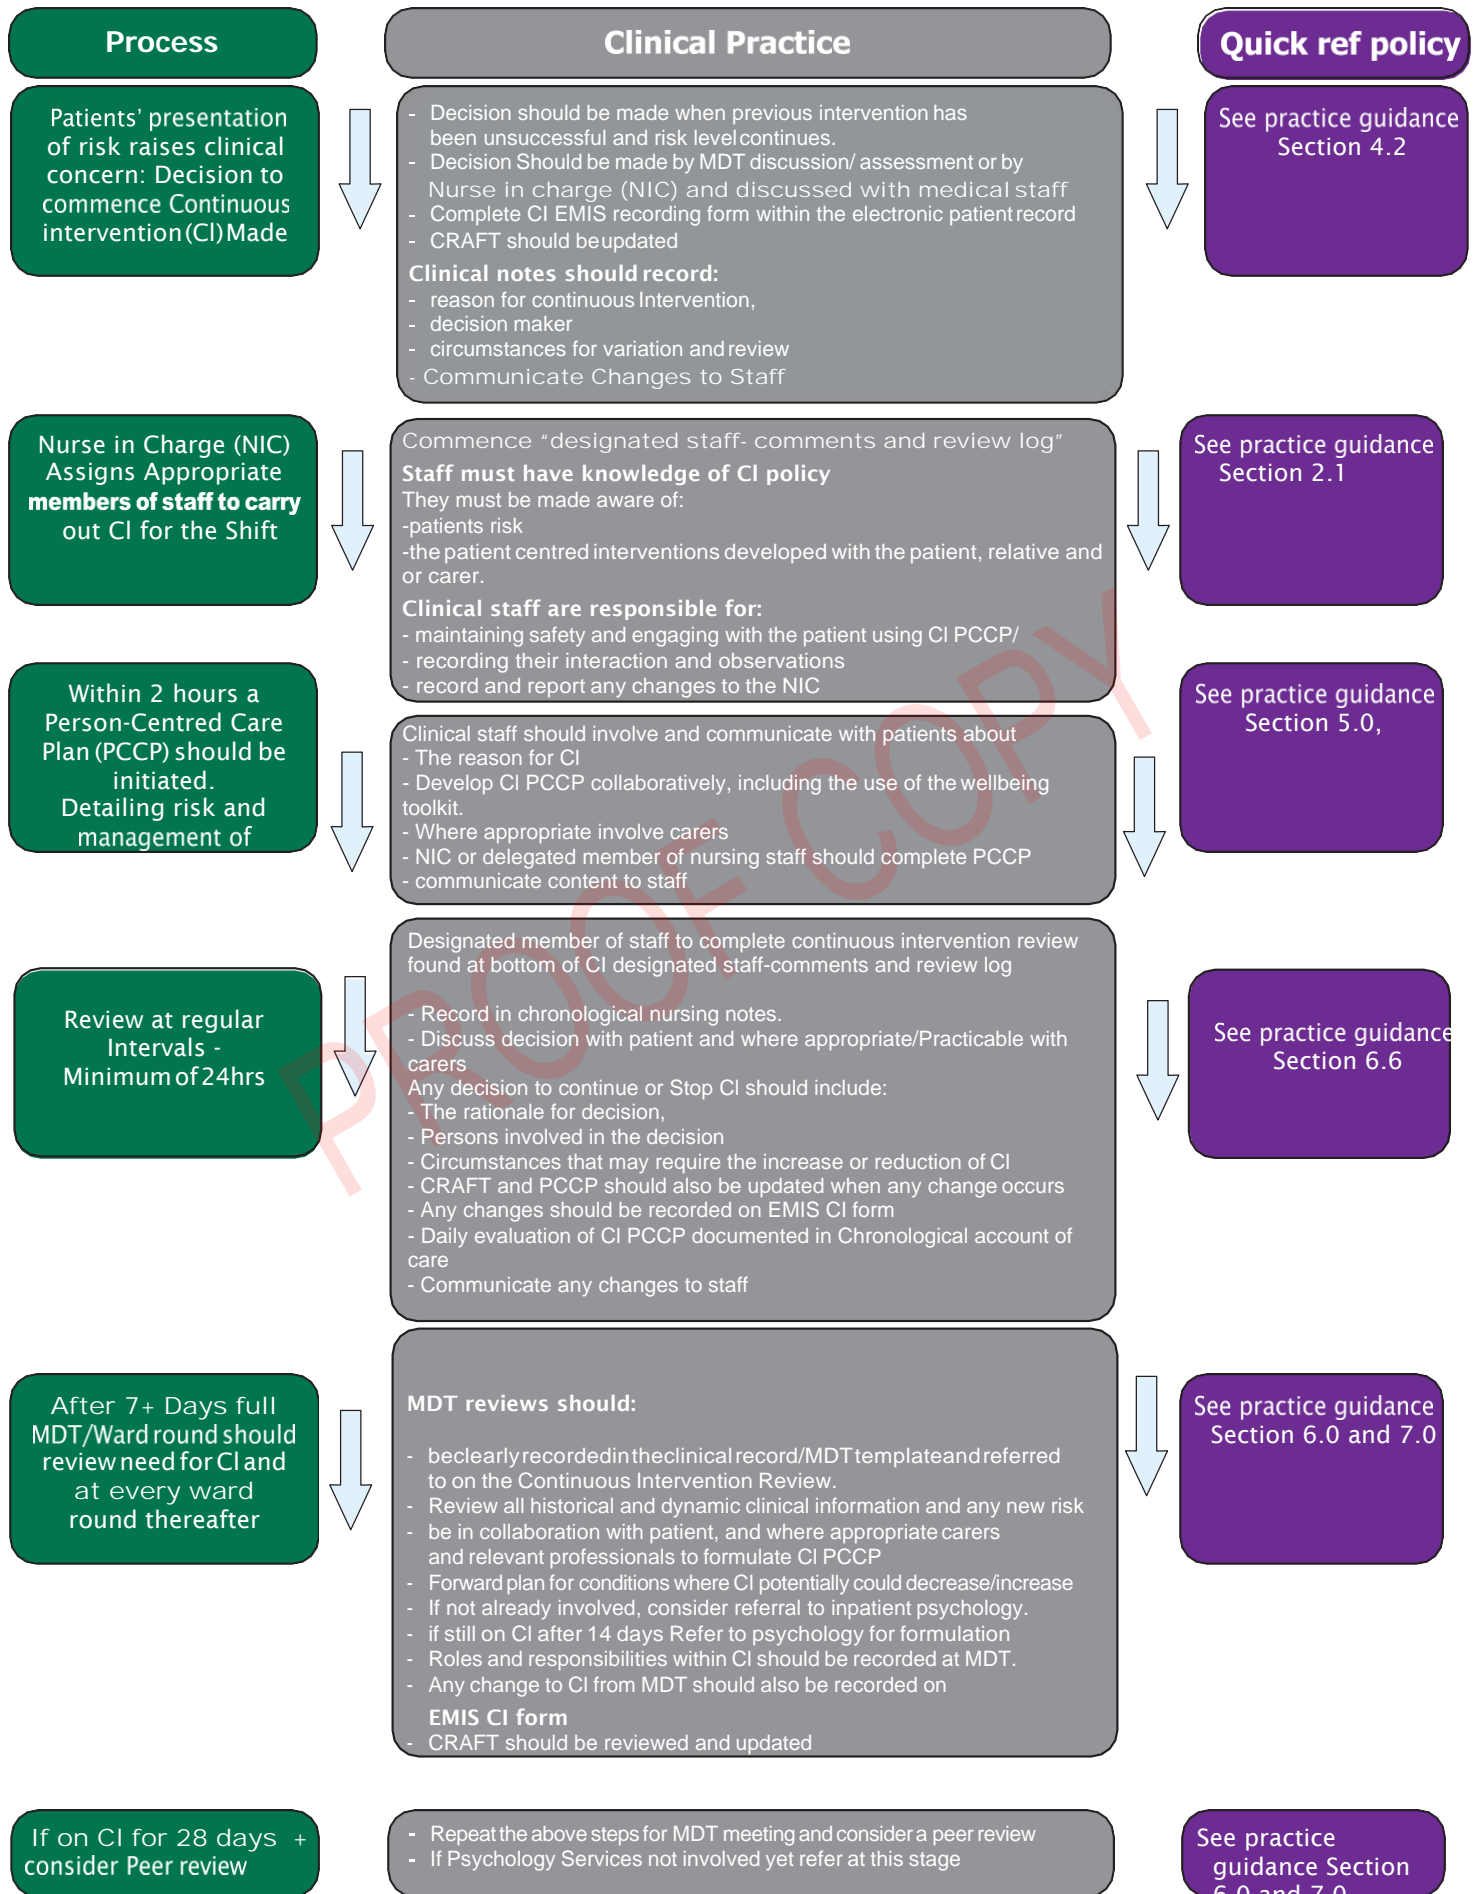 Process
Clinical Practice
Quick ref policy
Patients' presentation
of risk raises clinical
concern: Decision to
commence Continuous
intervention (CI) Made
- Decision should be made when previous intervention has
been unsuccessful and risk level continues.
- Decision Should be made by MDT discussion/ assessment or by
Nurse in charge (NIC) and discussed with medical staff
- Complete CI EMIS recording form within the electronic patient record
- CRAFT should be updated
Clinical notes should record:
- reason for continuous Intervention,
- decision maker
- circumstances for variation and review
- Communicate Changes to Staff
See practice guidance
Section 4.2
Nurse in Charge (NIC)
Assigns Appropriate
members of staff to carry
out CI for the Shift
Commence "designated staff- comments and review log"
Staff must have knowledge of CI policy
They must be made aware of:
-patients risk
-the patient centred interventions developed with the patient, relative and
or carer.
Clinical staff are responsible for:
- maintaining safety and engaging with the patient using CI PCCP/
- recording their interaction and observations
- record and report any changes to the NIC
See practice guidance
Section 2.1
Within 2 hours a
Person-Centred Care
Plan (PCCP) should be
initiated.
Detailing risk and
management of
Clinical staff should involve and communicate with patients about
- The reason for CI
- Develop CI PCCP collaboratively, including the use of the wellbeing
toolkit.
- Where appropriate involve carers
- NIC or delegated member of nursing staff should complete PCCP
- communicate content to staff
See practice guidance
Section 5.0,
Review at regular
Intervals -
Minimum of 24hrs
Designated member of staff to complete continuous intervention review
found at bottom of CI designated staff-comments and review log
- Record in chronological nursing notes.
- Discuss decision with patient and where appropriate/Practicable with
carers
Any decision to continue or Stop CI should include:
- The rationale for decision,
- Persons involved in the decision
- Circumstances that may require the increase or reduction of CI
- CRAFT and PCCP should also be updated when any change occurs
- Any changes should be recorded on EMIS CI form
- Daily evaluation of CI PCCP documented in Chronological account of
care
- Communicate any changes to staff
See practice guidance
Section 6.6
After 7+ Days full
MDT/Ward round should
review need for CI and
at every ward
round thereafter
MDT reviews should:
- be clearly recorded in the clinical record/MDT template and referred
to on the Continuous Intervention Review.
- Review all historical and dynamic clinical information and any new risk
- be in collaboration with patient, and where appropriate carers
and relevant professionals to formulate CI PCCP
- Forward plan for conditions where CI potentially could decrease/increase
- If not already involved, consider referral to inpatient psychology.
- if still on CI after 14 days Refer to psychology for formulation
- Roles and responsibilities within CI should be recorded at MDT.
- Any change to CI from MDT should also be recorded on
EMIS CI form
- CRAFT should be reviewed and updated
See practice guidance
Section 6.0 and 7.0
If on CI for 28 days +
consider Peer review
- Repeat the above steps for MDT meeting and consider a peer review
- If Psychology Services not involved yet refer at this stage
See practice
guidance Section
6.0 and 7.0
PROOF COPY